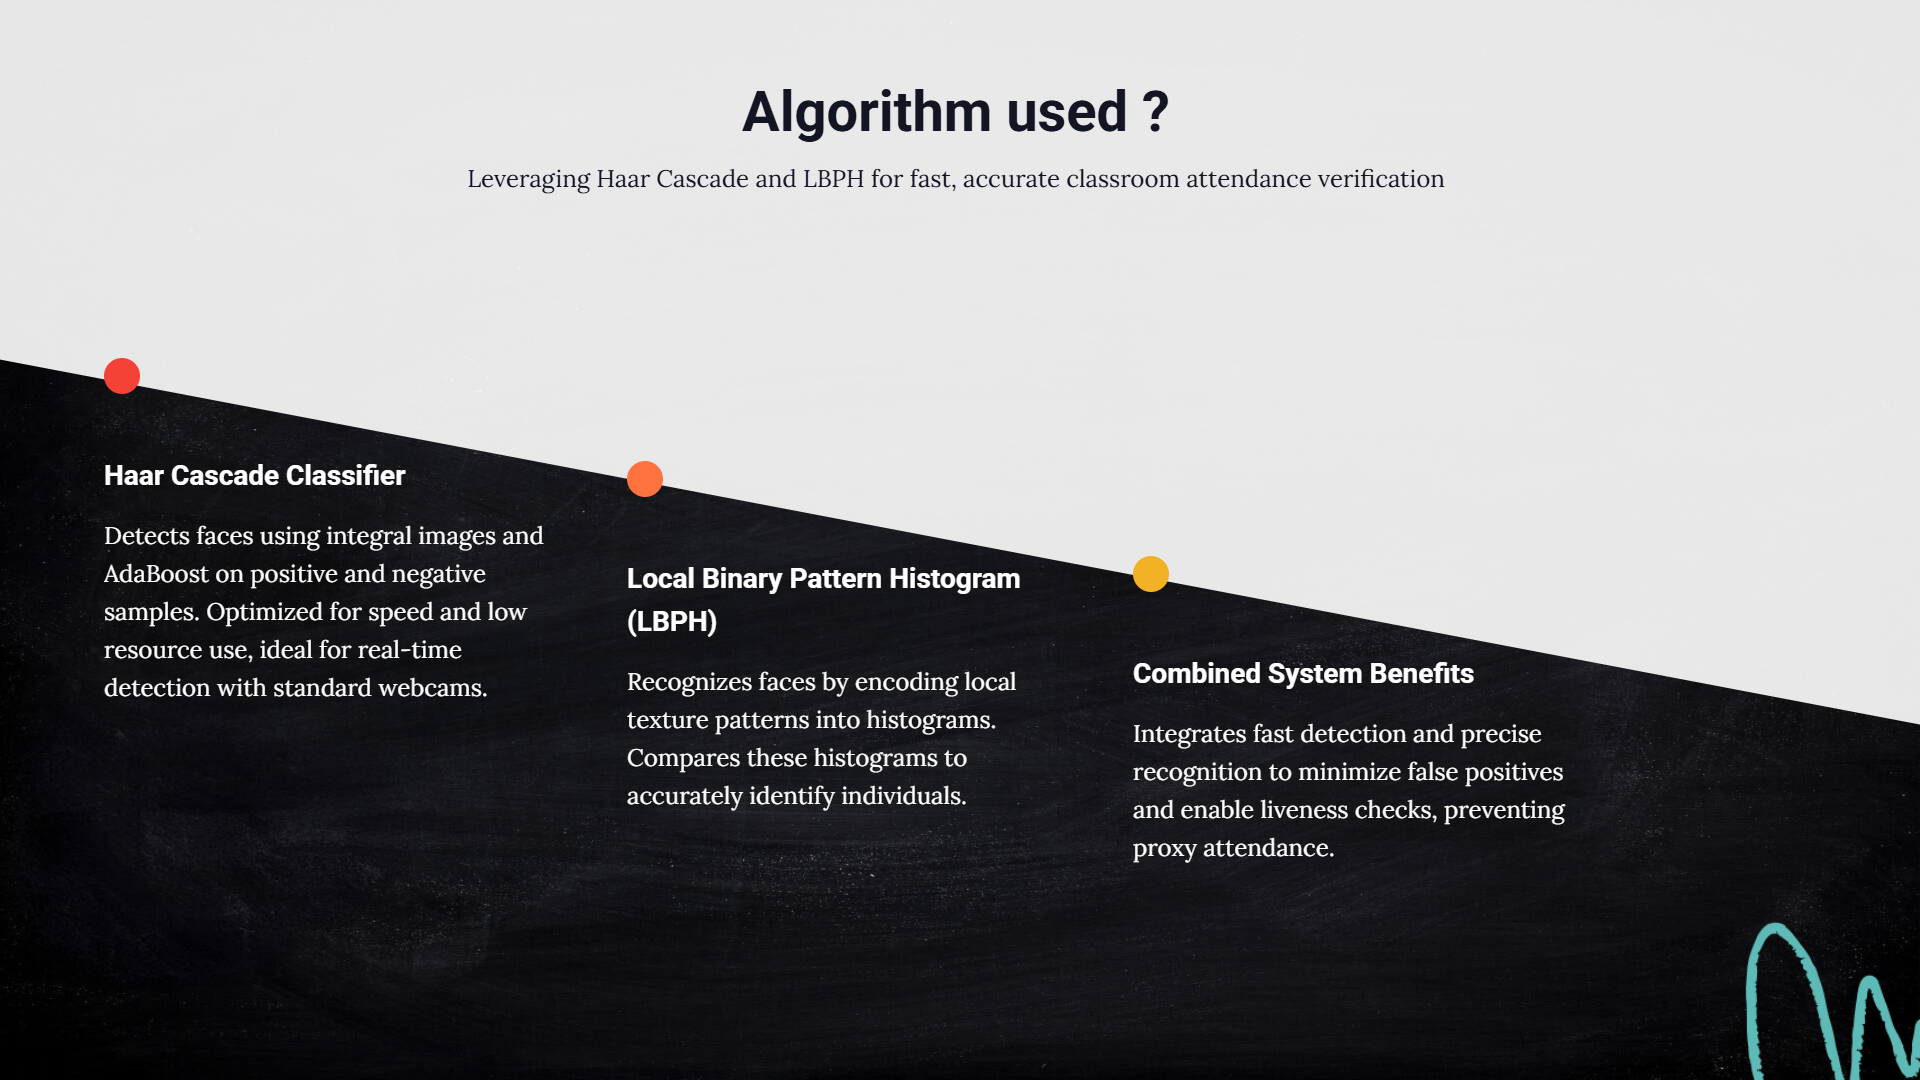 Algorithm used ?
Leveraging Haar Cascade and LBPH for fast, accurate classroom attendance verification
Haar Cascade Classifier
Detects faces using integral images and
AdaBoost on positive and negative
samples. Optimized for speed and low
resource use, ideal for real-time
detection with standard webcams.
Local Binary Pattern Histogram
(LBPH)
Recognizes faces by encoding local
texture patterns into histograms.
Compares these histograms to
accurately identify individuals.
Combined System Benefits
Integrates fast detection and precise
recognition to minimize false positives
and enable liveness checks, preventing
proxy attendance.